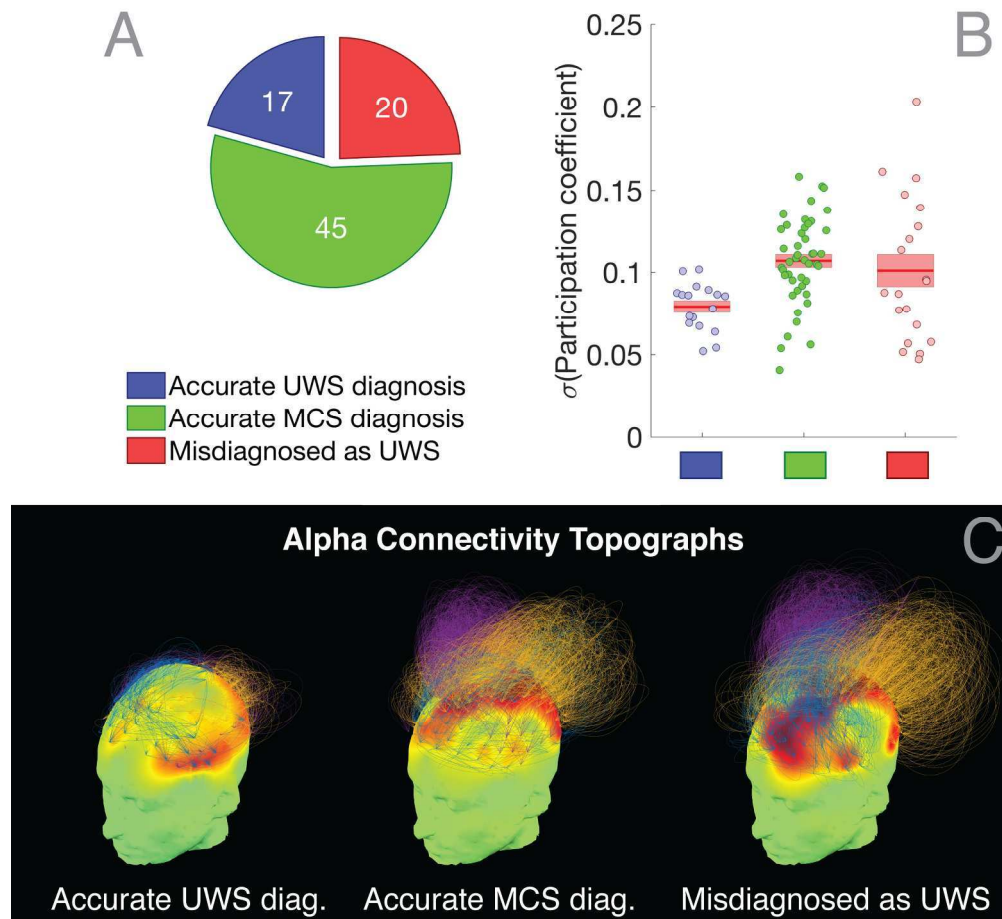 A
17
20
45
Accurate UWS diagnosis
Accurate MCS diagnosis
Misdiagnosed as UWS
B
σ(Participation coefficient)
0.25
0.2
0.15
0.1
0.05
0
Alpha Connectivity Topographs
C
Accurate UWS diag.
Accurate MCS diag.
Misdiagnosed as UWS